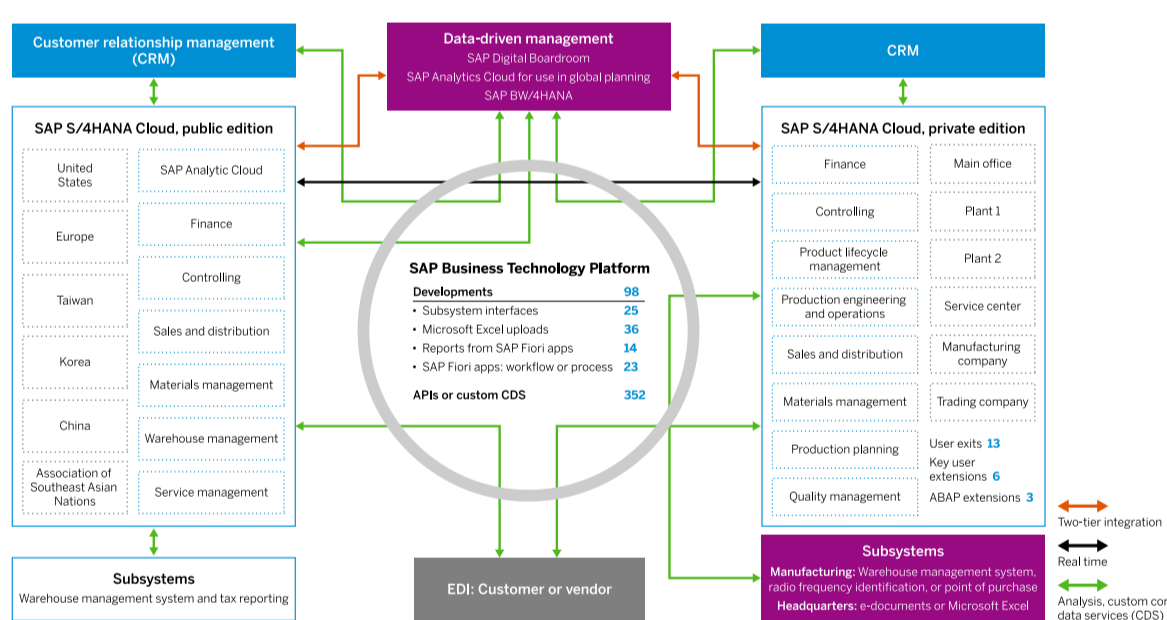 Customer relationship management
(CRM)
Data-driven management
SAP Digital Boardroom
SAP Analytics Cloud for use in global planning
SAP BW/4HANA
CRM
SAP S/4HANA Cloud, public edition
United
States
Europe
Taiwan
Korea
China
Association of
Southeast Asian
Nations
SAP Analytic Cloud
Finance
Controlling
Sales and distribution
Materials management
Warehouse management
Service management
SAP Business Technology Platform
Developments 98
• Subsystem interfaces 25
• Microsoft Excel uploads 36
• Reports from SAP Fiori apps 14
• SAP Fiori apps: workflow or process 23
APIs or custom CDS 352
SAP S/4HANA Cloud, private edition
Finance
Controlling
Product lifecycle
management
Production engineering
and operations
Sales and distribution
Materials management
Production planning
Quality management
Main office
Plant 1
Plant 2
Service center
Manufacturing
company
Trading company
User exits 13
Key user
extensions 6
ABAP extensions 3
Subsystems
Warehouse management system and tax reporting
EDI: Customer or vendor
Subsystems
Manufacturing: Warehouse management system,
radio frequency identification, or point of purchase
Headquarters: e-documents or Microsoft Excel
Two-tier integration
Real time
Analysis, custom
data services (CDS)